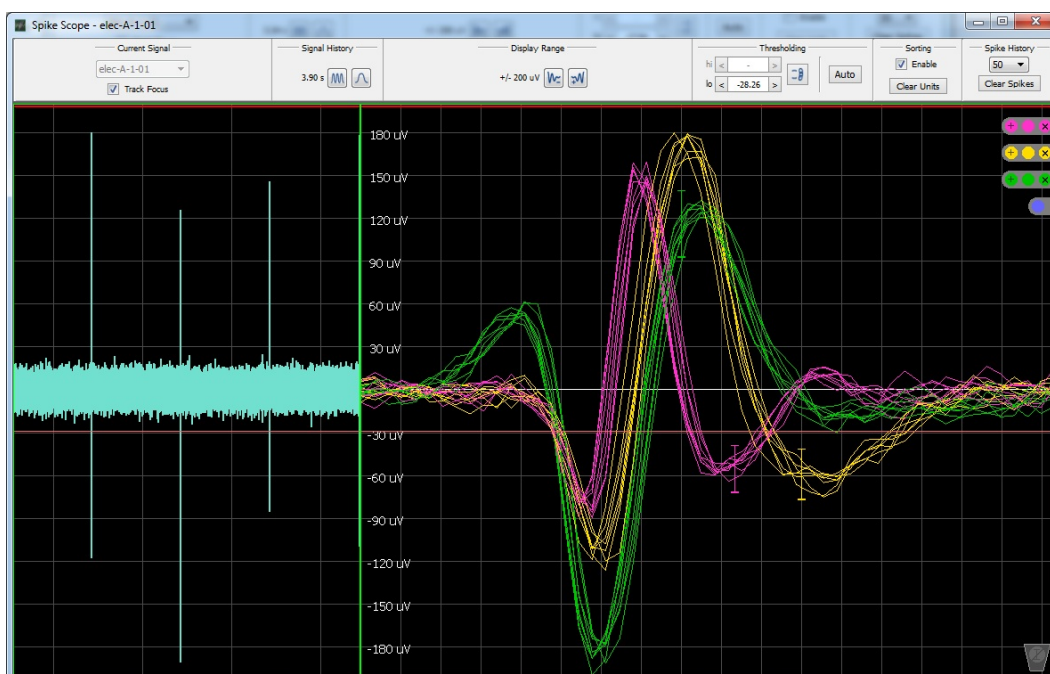 Spike Scope - elec-A-1-01
Current Signal
elec-A-1-01
Track Focus
Signal History
3.90 s
Display Range
+/- 200 uV
Thresholding
hi < - >
lo < -28.26 >
Auto
Sorting
Enable
Clear Units
Spike History
50
Clear Spikes
180 uV
150 uV
120 uV
90 uV
60 uV
30 uV
-30 uV
-60 uV
-90 uV
-120 uV
-150 uV
-180 uV